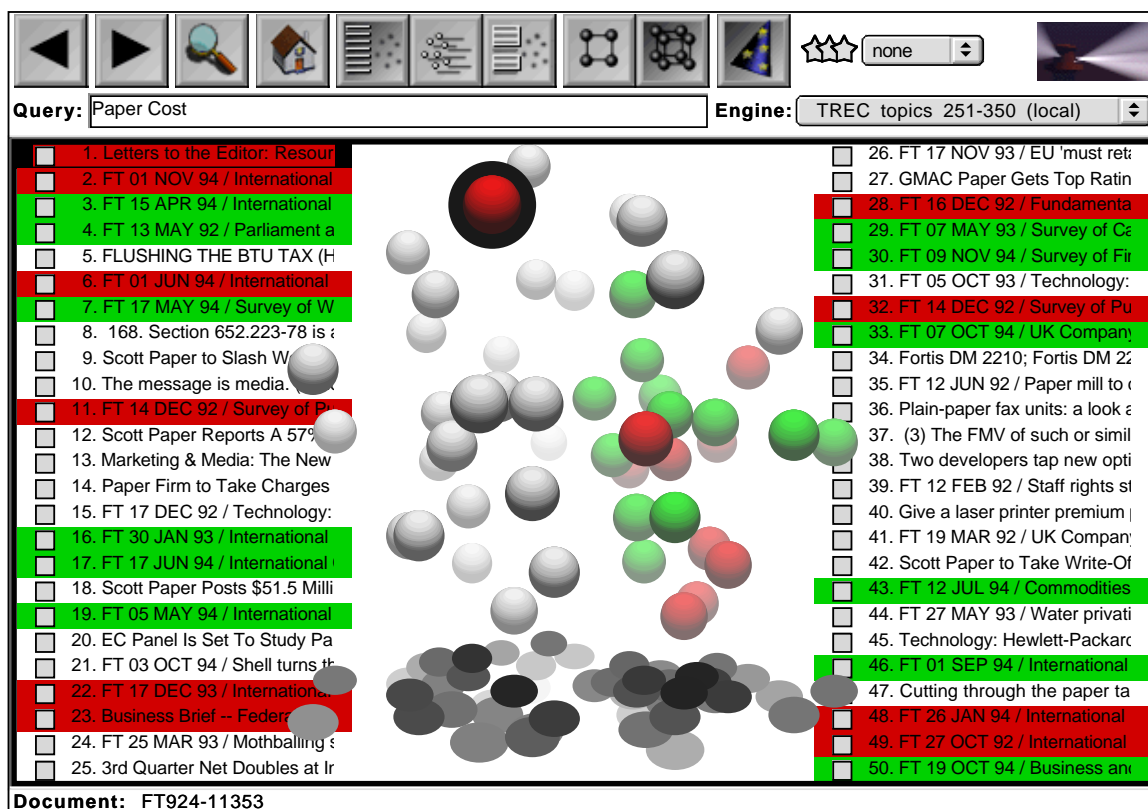 none
Query: Paper Cost Engine: TREC topics 251-350 (local)
1. Letters to the Editor: Resour
2. FT 01 NOV 94 / International
3. FT 15 APR 94 / International
4. FT 13 MAY 92 / Parliament a
5. FLUSHING THE BTU TAX (H
6. FT 01 JUN 94 / International
7. FT 17 MAY 94 / Survey of W
8. 168. Section 652.223-78 is a
9. Scott Paper to Slash W
10. The message is media.
11. FT 14 DEC 92 / Survey of P
12. Scott Paper Reports A 57%
13. Marketing & Media: The New
14. Paper Firm to Take Charges
15. FT 17 DEC 92 / Technology:
16. FT 30 JAN 93 / International
17. FT 17 JUN 94 / International
18. Scott Paper Posts $51.5 Milli
19. FT 05 MAY 94 / International
20. EC Panel Is Set To Study Pa
21. FT 03 OCT 94 / Shell turns th
22. FT 17 DEC 93 / International
23. Business Brief -- Federa
24. FT 25 MAR 93 / Mothballing s
25. 3rd Quarter Net Doubles at In
26. FT 17 NOV 93 / EU 'must reta
27. GMAC Paper Gets Top Ratin
28. FT 16 DEC 92 / Fundamenta
29. FT 07 MAY 93 / Survey of Ca
30. FT 09 NOV 94 / Survey of Fin
31. FT 05 OCT 93 / Technology:
32. FT 14 DEC 92 / Survey of Pu
33. FT 07 OCT 94 / UK Company
34. Fortis DM 2210; Fortis DM 22
35. FT 12 JUN 92 / Paper mill to c
36. Plain-paper fax units: a look a
37. (3) The FMV of such or simil
38. Two developers tap new opti
39. FT 12 FEB 92 / Staff rights st
40. Give a laser printer premium p
41. FT 19 MAR 92 / UK Company
42. Scott Paper to Take Write-Of
43. FT 12 JUL 94 / Commodities
44. FT 27 MAY 93 / Water privati
45. Technology: Hewlett-Packard
46. FT 01 SEP 94 / International
47. Cutting through the paper ta
48. FT 26 JAN 94 / International
49. FT 27 OCT 92 / International
50. FT 19 OCT 94 / Business and
Document: FT924-11353